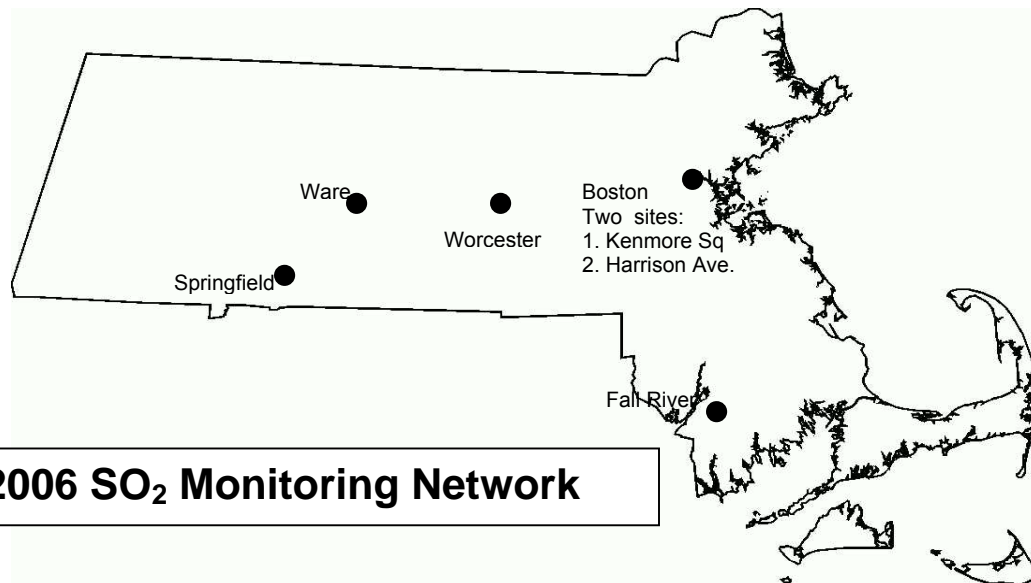 Ware
Boston
Two sites:
1. Kenmore Sq
2. Harrison Ave.
Worcester
Springfield
Fall River
2006 SO₂ Monitoring Network